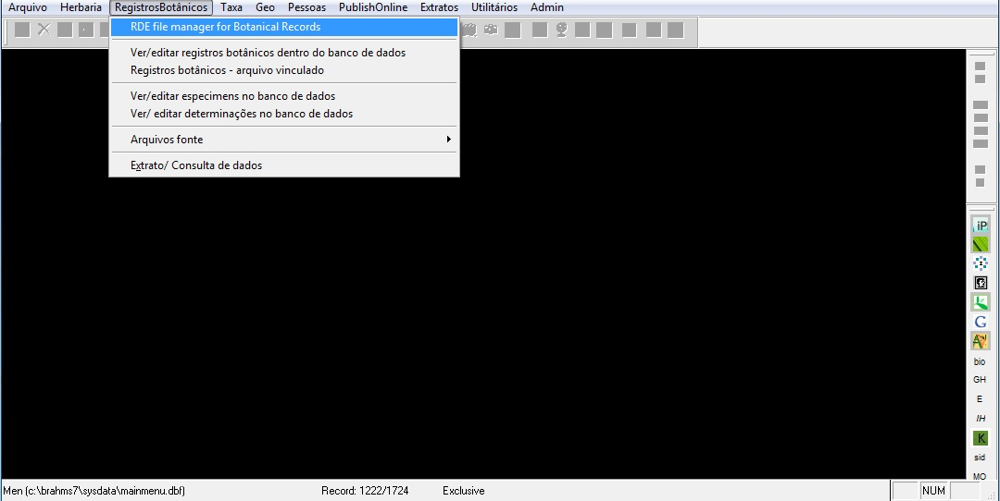 Arquivo Herbaria RegistrosBotânicos Taxa Geo Pessoas PublishOnline Extratos Utilitários Admin
RDE file manager for Botanical Records
Ver/editar registros botânicos dentro do banco de dados
Registros botânicos - arquivo vinculado
Ver/editar especimens no banco de dados
Ver/ editar determinações no banco de dados
Arquivos fonte
Extrato/ Consulta de dados
iP
G
A
bio
GH
E
IH
K
sid
MO
Men (c:\brahms7\sysdata\mainmenu.dbf) Record: 1222/1724 Exclusive NUM